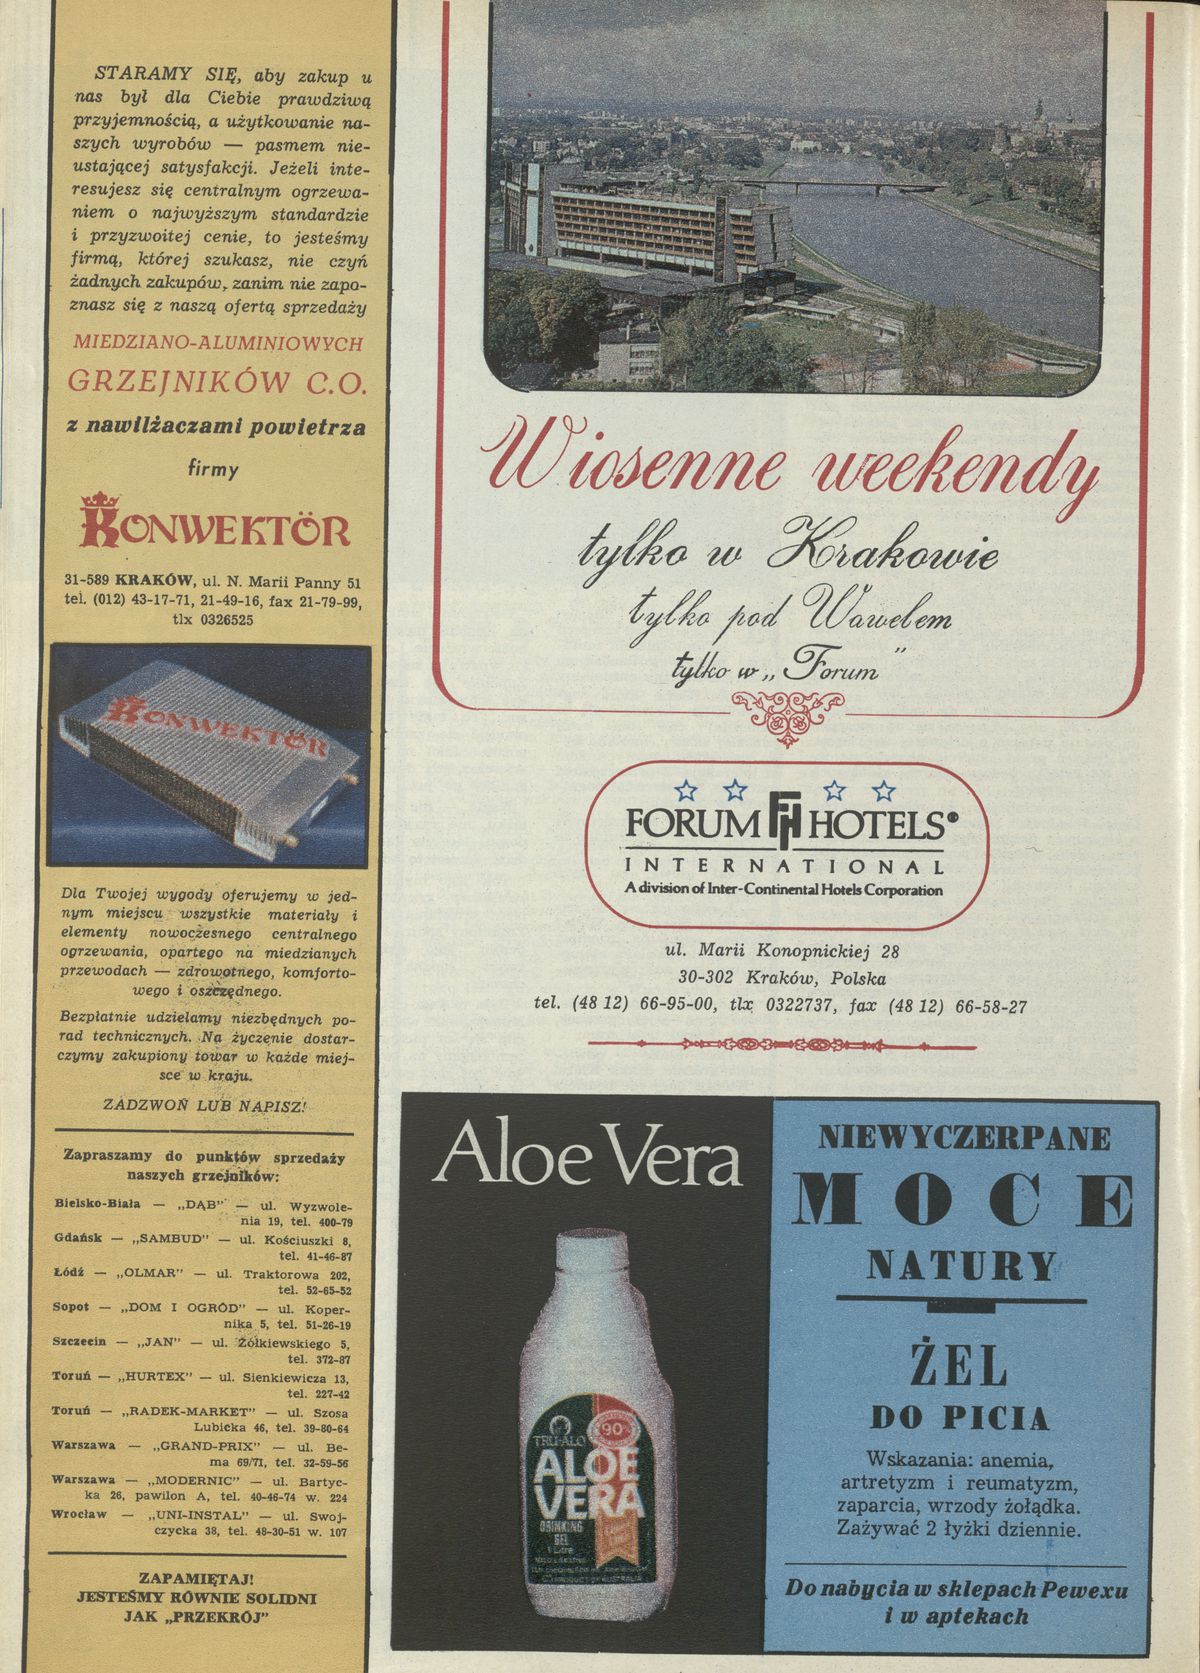 STARAMY SIĘ, aby zakup u
nas był dla Ciebie prawdziwą
przyjemnością, a użytkowanie na-
szych wyrobów — pasmem nie-
ustającej satysfakcji. Jeżeli inte-
resujesz się centralnym ogrzewa-
niem o najwyższym standardzie
i przyzwoitej cenie, to jesteśmy
firmą, której szukasz, nie czyń
żadnych zakupów, zanim nie zapo-
znasz się z naszą ofertą sprzedaży
MIEDZIANO-ALUMINIOWYCH
GRZEJNIKÓW C.O.
z nawilżaczami powietrza
firmy
KONWEKTÖR
31-589 KRAKÓW, ul. N. Marii Panny 51
tel. (012) 43-17-71, 21-49-16, fax 21-79-99,
tlx 0326525
KONWEKTÖR
Dla Twojej wygody oferujemy w jed-
nym miejscu wszystkie materiały i
elementy nowoczesnego centralnego
ogrzewania, opartego na miedzianych
przewodach — zdrowotnego, komforto-
wego i oszczędnego.
Bezpłatnie udzielamy niezbędnych po-
rad technicznych. Na życzenie dostar-
czymy zakupiony towar w każde miej-
sce w kraju.
ZADZWOŃ LUB NAPISZ!
Zapraszamy do punktów sprzedaży
naszych grzejników:
Bielsko-Biała — „DĄB” — ul. Wyzwole-
nia 19, tel. 400-79
Gdańsk — „SAMBUD” — ul. Kościuszki 8,
tel. 41-46-87
Łódź — „OLMAR” — ul. Traktorowa 202,
tel. 52-65-52
Sopot — „DOM I OGRÓD” — ul. Koper-
nika 5, tel. 51-26-19
Szczecin — „JAN” — ul. Żółkiewskiego 5,
tel. 372-87
Toruń — „HURTEX” — ul. Sienkiewicza 13,
tel. 227-42
Toruń — „RADEK-MARKET” — ul. Szosa
Lubicka 46, tel. 39-80-64
Warszawa — „GRAND-PRIX” — ul. Be-
ma 69/71, tel. 32-59-56
Warszawa — „MODERNIC” — ul. Bartyc-
ka 26, pawilon A, tel. 40-46-74 w. 224
Wrocław — „UNI-INSTAL” — ul. Swoj-
czycka 38, tel. 48-30-51 w. 107
ZAPAMIĘTAJ!
JESTEŚMY RÓWNIE SOLIDNI
JAK „PRZEKRÓJ”
Wiosenne weekendy
tylko w Krakowie
tylko pod Wawelem
tylko w „Forum”
FORUM FH HOTELS®
INTERNATIONAL
A division of Inter-Continental Hotels Corporation
ul. Marii Konopnickiej 28
30-302 Kraków, Polska
tel. (48 12) 66-95-00, tlx 0322737, fax (48 12) 66-58-27
Aloe Vera
TRU-ALO
90%
ALOE
VERA
DRINKING
GEL
1 Litre
PRODUCT OF AUSTRALIA
NIEWYCZERPANE
MOCE
NATURY
ŻEL
DO PICIA
Wskazania: anemia,
artretyzm i reumatyzm,
zaparcia, wrzody żołądka.
Zażywać 2 łyżki dziennie.
Do nabycia w sklepach Pewexu
i w aptekach